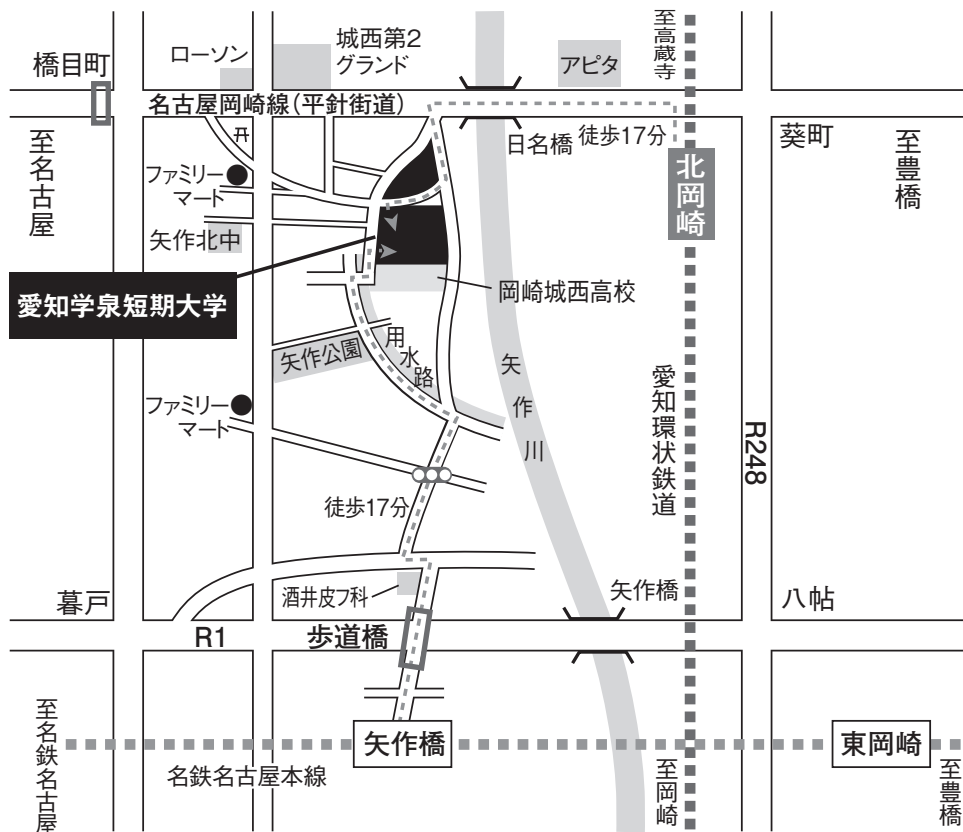 至高蔵寺
橋目町
ローソン
城西第2
グランド
アピタ
名古屋岡崎線(平針街道)
日名橋
徒歩17分
葵町
至名古屋
至豊橋
北岡崎
ファミリー
マート
矢作北中
愛知学泉短期大学
岡崎城西高校
矢作公園
用水路
矢作川
愛知環状鉄道
R248
ファミリー
マート
徒歩17分
酒井皮フ科
矢作橋
暮戸
八帖
R1
歩道橋
至名鉄名古屋
矢作橋
東岡崎
名鉄名古屋本線
至岡崎
至豊橋